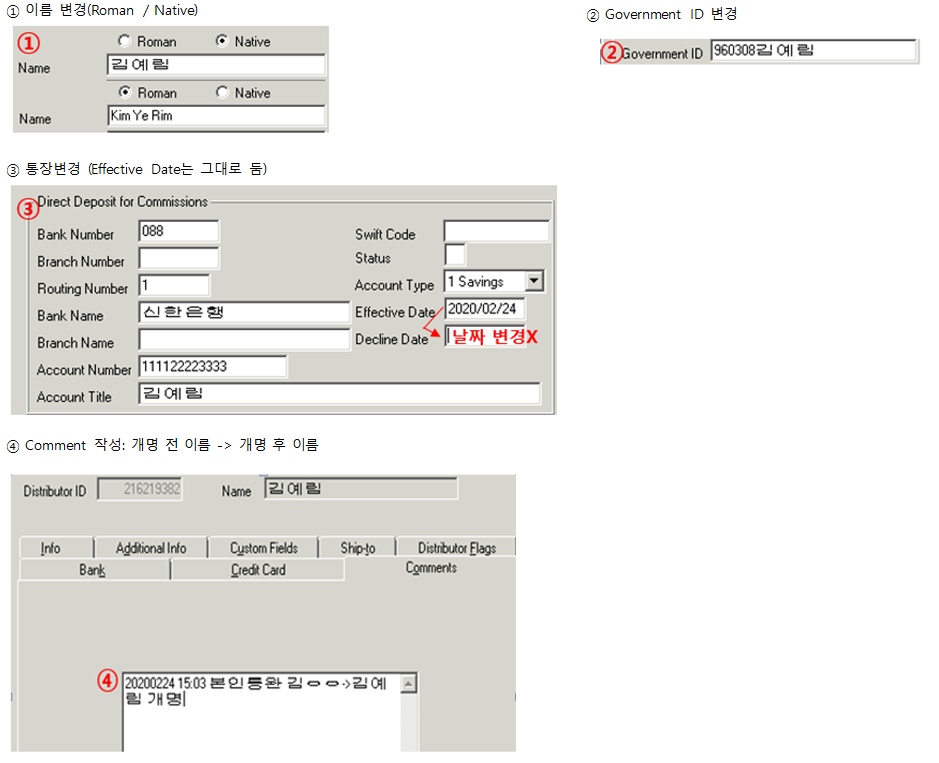 ① 이름 변경(Roman / Native)
② Government ID 변경
① Roman Native
Name 김예림
Roman Native
Name Kim Ye Rim
② Government ID 960308김예림
③ 통장변경 (Effective Date는 그대로 둠)
③ Direct Deposit for Commissions
Bank Number 088 Swift Code
Branch Number Status
Routing Number 1 Account Type 1 Savings
Bank Name 신한은행 Effective Date 2020/02/24
Branch Name Decline Date 날짜 변경X
Account Number 111122223333
Account Title 김예림
④ Comment 작성: 개명 전 이름 -> 개명 후 이름
Distributor ID 216219382 Name 김예림
Info Additional Info Custom Fields Ship-to Distributor Flags
Bank Credit Card Comments
④ 20200224 15:03 본인통완 김ㅇㅇ->김예
림 개명